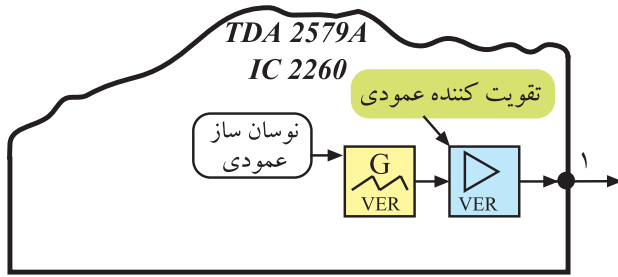 TDA 2579A
IC 2260
تقویت کننده عمودی
نوسان ساز
عمودی
G
VER
VER
۱